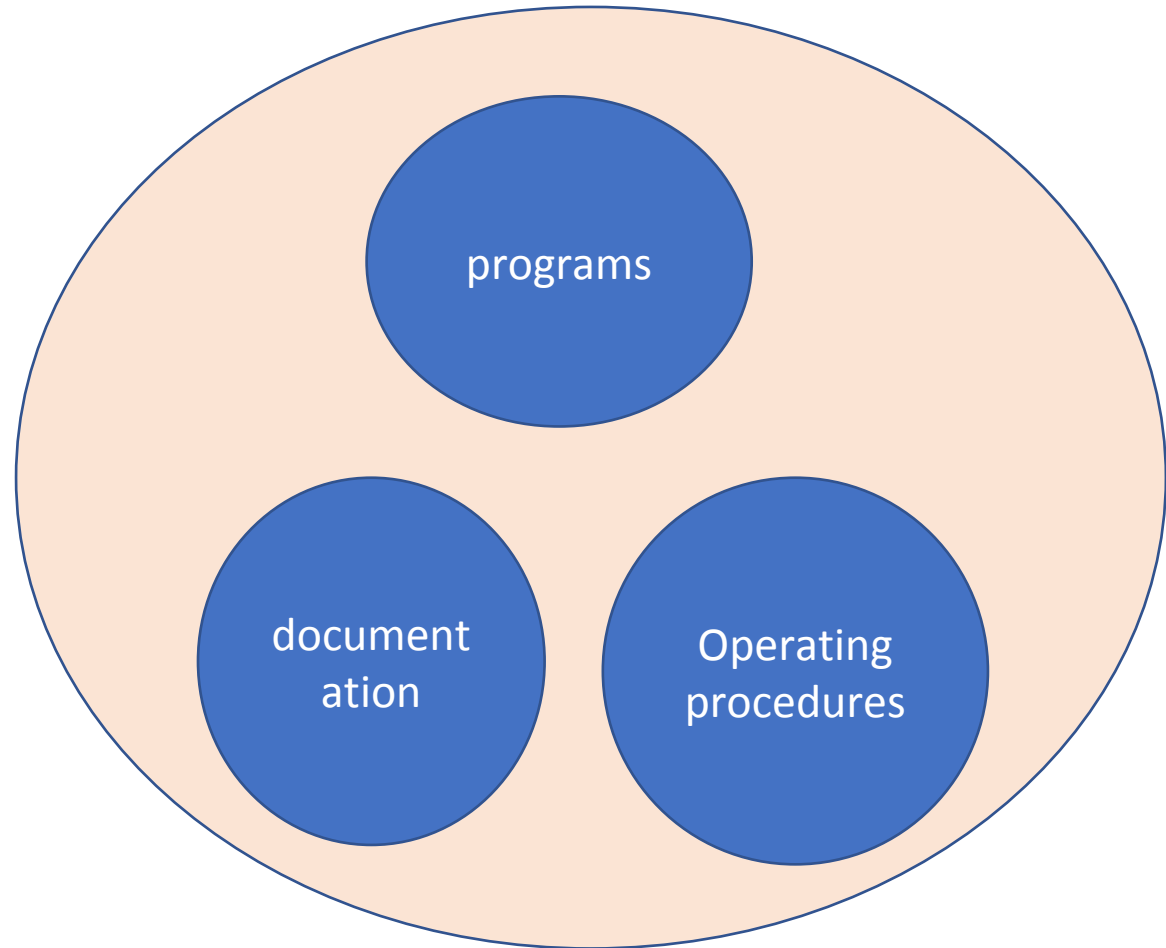 programs
document
ation
Operating
procedures